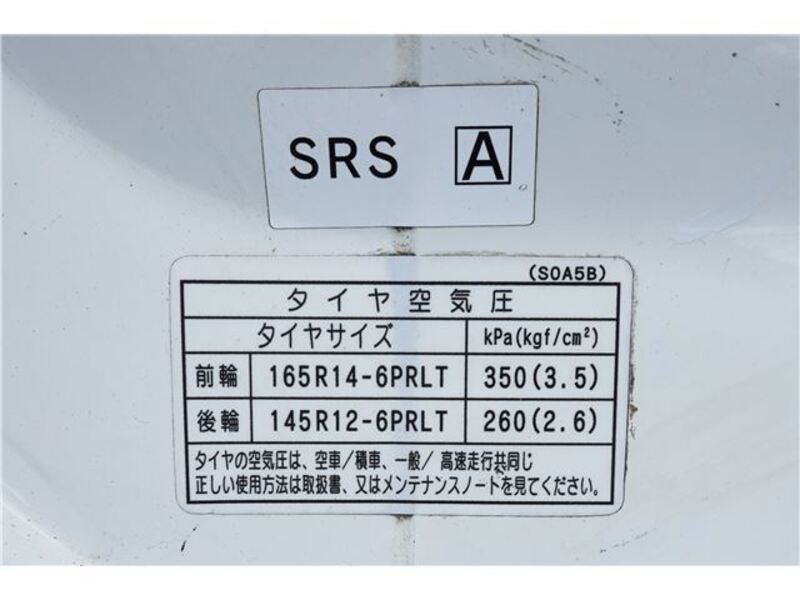 SRS A
(S0A5B)
タイヤ空気圧
タイヤサイズ kPa(kgf/cm²)
前輪 165R14-6PRLT 350(3.5)
後輪 145R12-6PRLT 260(2.6)
タイヤの空気圧は、空車/積車、一般/高速走行共同じ
正しい使用方法は取扱書、又はメンテナンスノートを見てください。